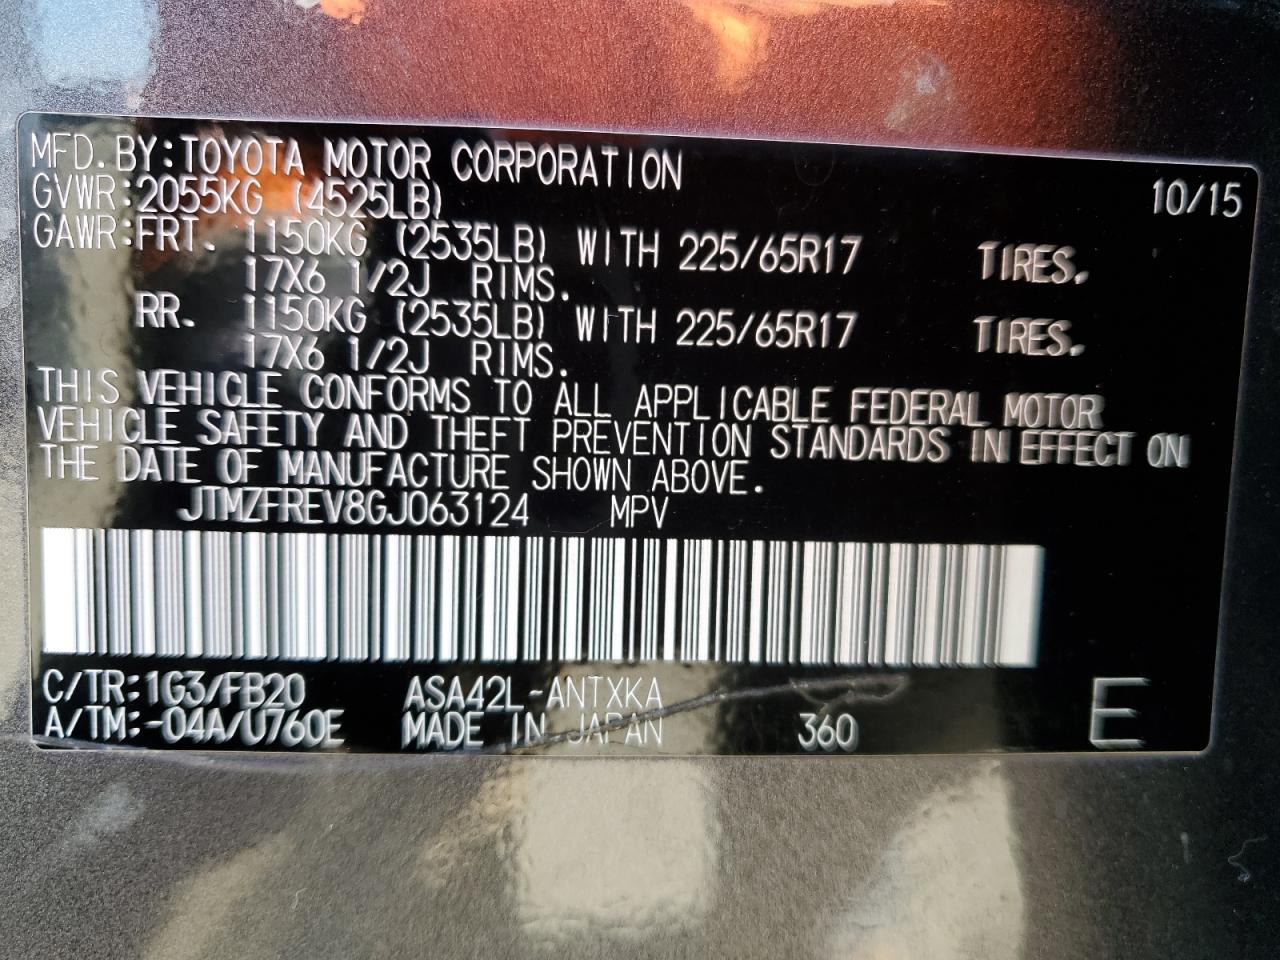 MFD. BY:TOYOTA MOTOR CORPORATION 10/15
GVWR:2055KG (4525LB)
GAWR:FRT. 1150KG (2535LB) WITH 225/65R17 TIRES.
17X6 1/2J RIMS.
RR. 1150KG (2535LB) WITH 225/65R17 TIRES.
17X6 1/2J RIMS.
THIS VEHICLE CONFORMS TO ALL APPLICABLE FEDERAL MOTOR
VEHICLE SAFETY AND THEFT PREVENTION STANDARDS IN EFFECT ON
THE DATE OF MANUFACTURE SHOWN ABOVE.
JTMZFREV8GJ063124 MPV
C/TR:1G3/FB20 ASA42L-ANTXKA
A/TM:-04A/U760E MADE IN JAPAN 360 E